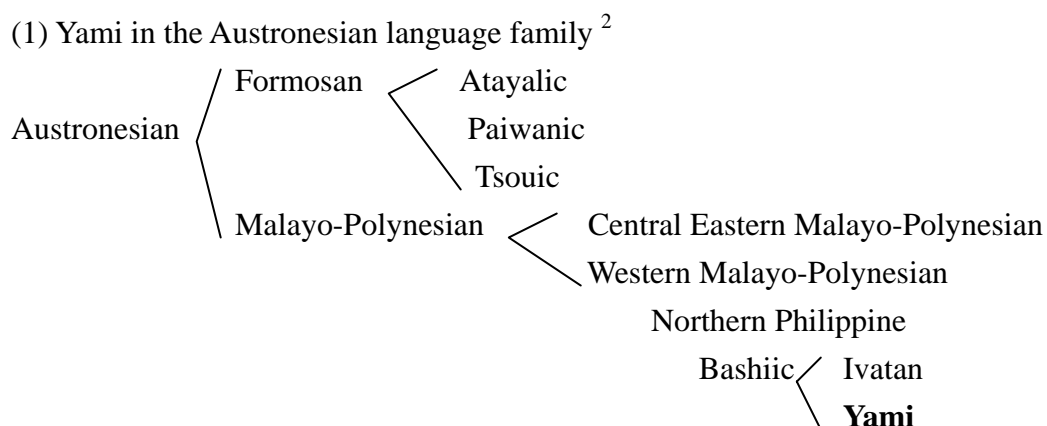 (1) Yami in the Austronesian language family 2
Formosan Atayalic
Austronesian Paiwanic
Tsouic
Malayo-Polynesian Central Eastern Malayo-Polynesian
Western Malayo-Polynesian
Northern Philippine
Bashiic Ivatan
Yami